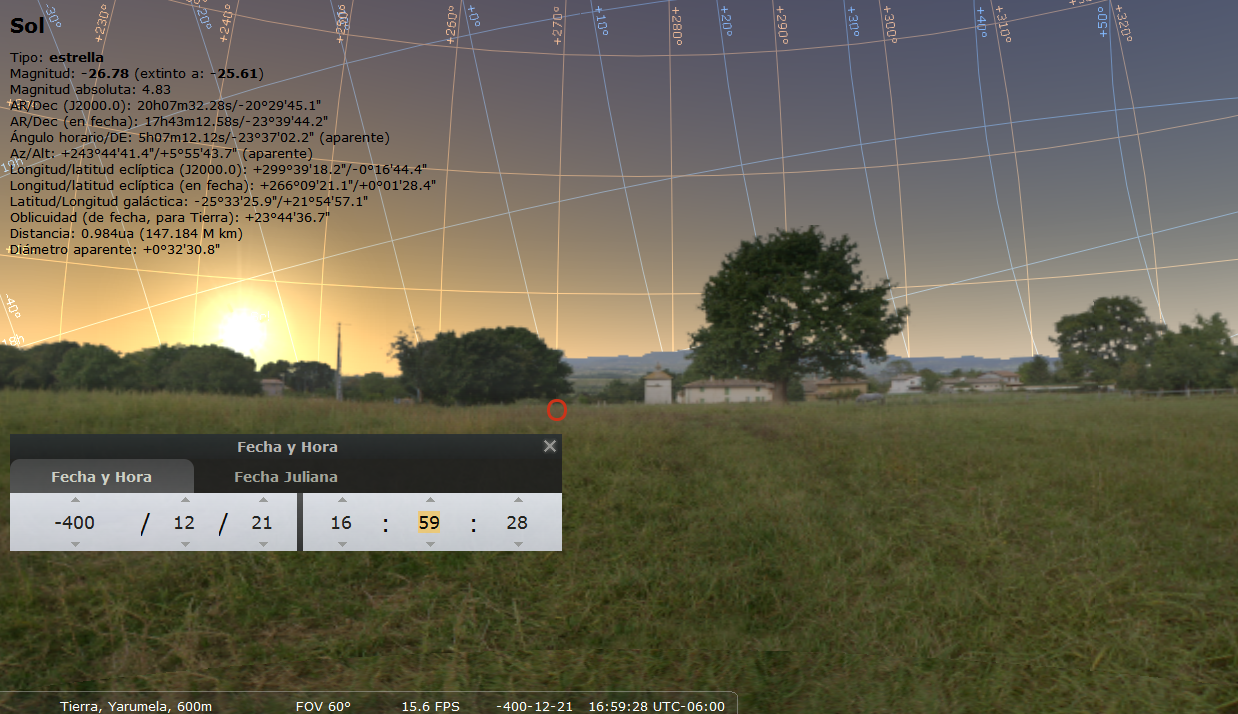 +230°
+20°
+240°
+260°
+0°
+270°
+10°
+280°
+20°
+290°
+30°
+300°
+40°
+310°
+50°
+320°
Sol
Tipo: estrella
Magnitud: -26.78 (extinto a: -25.61)
Magnitud absoluta: 4.83
AR/Dec (J2000.0): 20h07m32.28s/-20°29'45.1"
AR/Dec (en fecha): 17h43m12.58s/-23°39'44.2"
Ángulo horario/DE: 5h07m12.12s/-23°37'02.2" (aparente)
Az/Alt: +243°44'41.4"/+5°55'43.7" (aparente)
Longitud/latitud eclíptica (J2000.0): +299°39'18.2"/-0°16'44.4"
Longitud/latitud eclíptica (en fecha): +266°09'21.1"/+0°01'28.4"
Latitud/Longitud galáctica: -25°33'25.9"/+21°54'57.1"
Oblicuidad (de fecha, para Tierra): +23°44'36.7"
Distancia: 0.984ua (147.184 M km)
Diámetro aparente: +0°32'30.8"
-40°
Fecha y Hora
Fecha y Hora Fecha Juliana
-400 / 12 / 21 16 : 59 : 28
Tierra, Yarumela, 600m FOV 60° 15.6 FPS -400-12-21 16:59:28 UTC-06:00